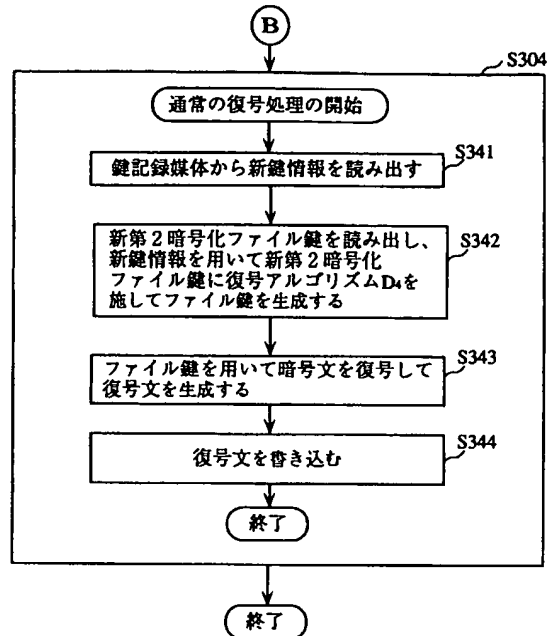 B
S304
通常の復号処理の開始
S341
鍵記録媒体から新鍵情報を読み出す
S342
新第2暗号化ファイル鍵を読み出し、
新鍵情報を用いて新第2暗号化
ファイル鍵に復号アルゴリズムD4を
施してファイル鍵を生成する
S343
ファイル鍵を用いて暗号文を復号して
復号文を生成する
S344
復号文を書き込む
終了
終了